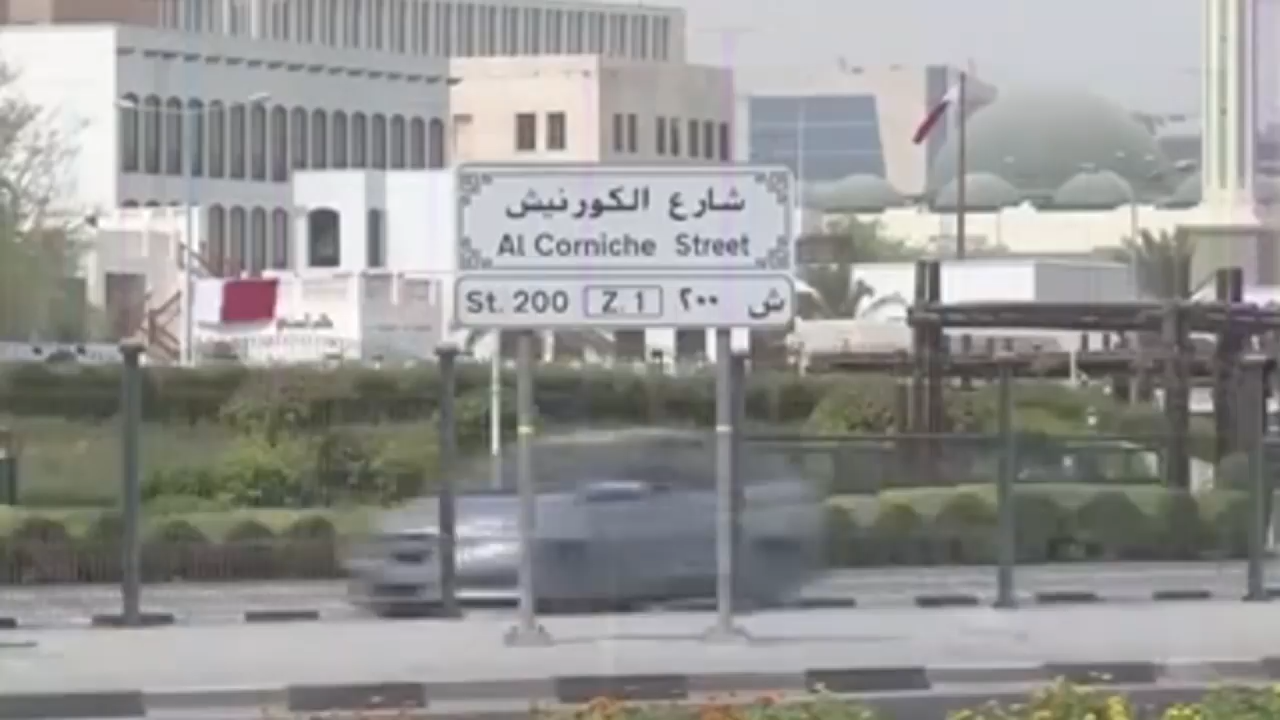 شارع الكورنيش
Al Corniche Street
St. 200 Z. 1 ش ٢٠٠